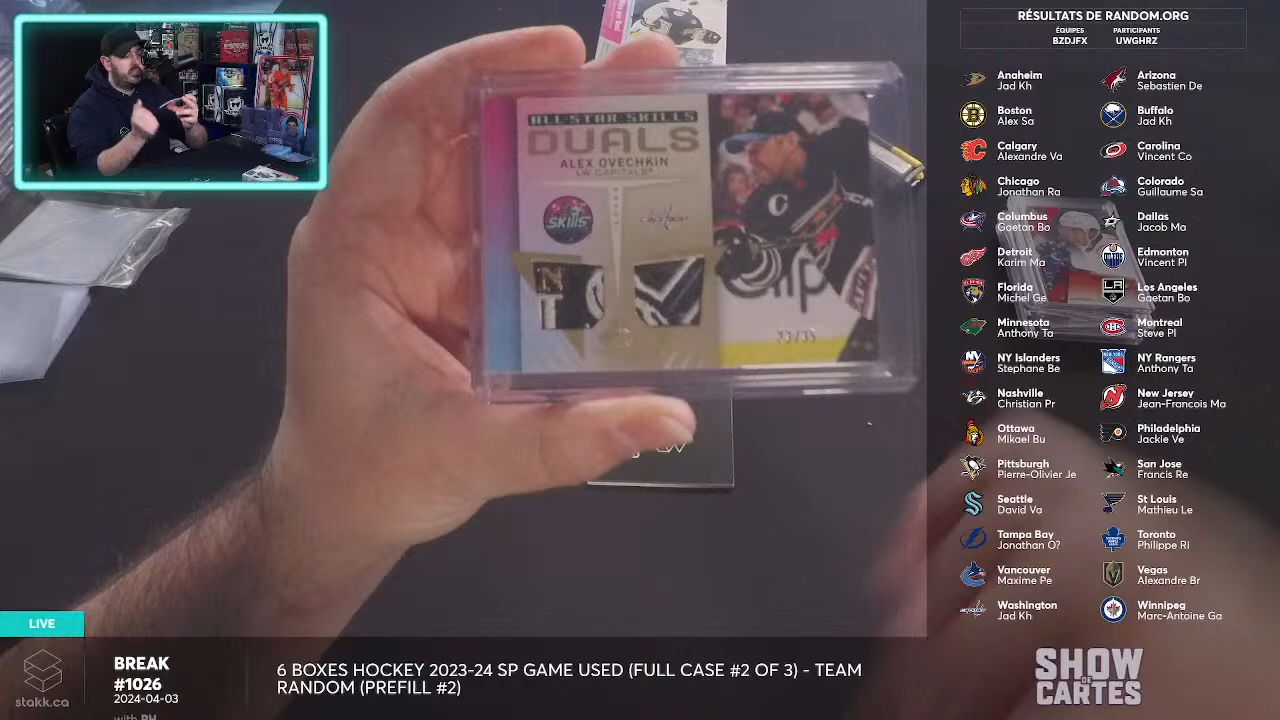 RÉSULTATS DE RANDOM.ORG
ÉQUIPES
BZDJFX
PARTICIPANTS
UWGHRZ
Anaheim
Jad Kh
Arizona
Sebastien De
Boston
Alex Sa
Buffalo
Jad Kh
Calgary
Alexandre Va
Carolina
Vincent Co
Chicago
Jonathan Ra
Colorado
Guillaume Sa
Columbus
Gaetan Bo
Dallas
Jacob Ma
Detroit
Karim Ma
Edmonton
Vincent Pl
Florida
Michel Ge
Los Angeles
Gaetan Bo
Minnesota
Anthony Ta
Montreal
Steve Pl
NY Islanders
Stephane Be
NY Rangers
Anthony Ta
Nashville
Christian Pr
New Jersey
Jean-Francois Ma
Ottawa
Mikael Bu
Philadelphia
Jackie Ve
Pittsburgh
Pierre-Olivier Je
San Jose
Francis Re
Seattle
David Va
St Louis
Mathieu Le
Tampa Bay
Jonathan O?
Toronto
Philippe Ri
Vancouver
Maxime Pe
Vegas
Alexandre Br
Washington
Jad Kh
Winnipeg
Marc-Antoine Ga
ALL-STAR SKILLS
DUALS
ALEX OVECHKIN
LW CAPITALS
SKILLS
23/35
LIVE
stakk.ca
BREAK
#1026
2024-04-03
with PH
6 BOXES HOCKEY 2023-24 SP GAME USED (FULL CASE #2 OF 3) - TEAM
RANDOM (PREFILL #2)
SHOW
DE
CARTES